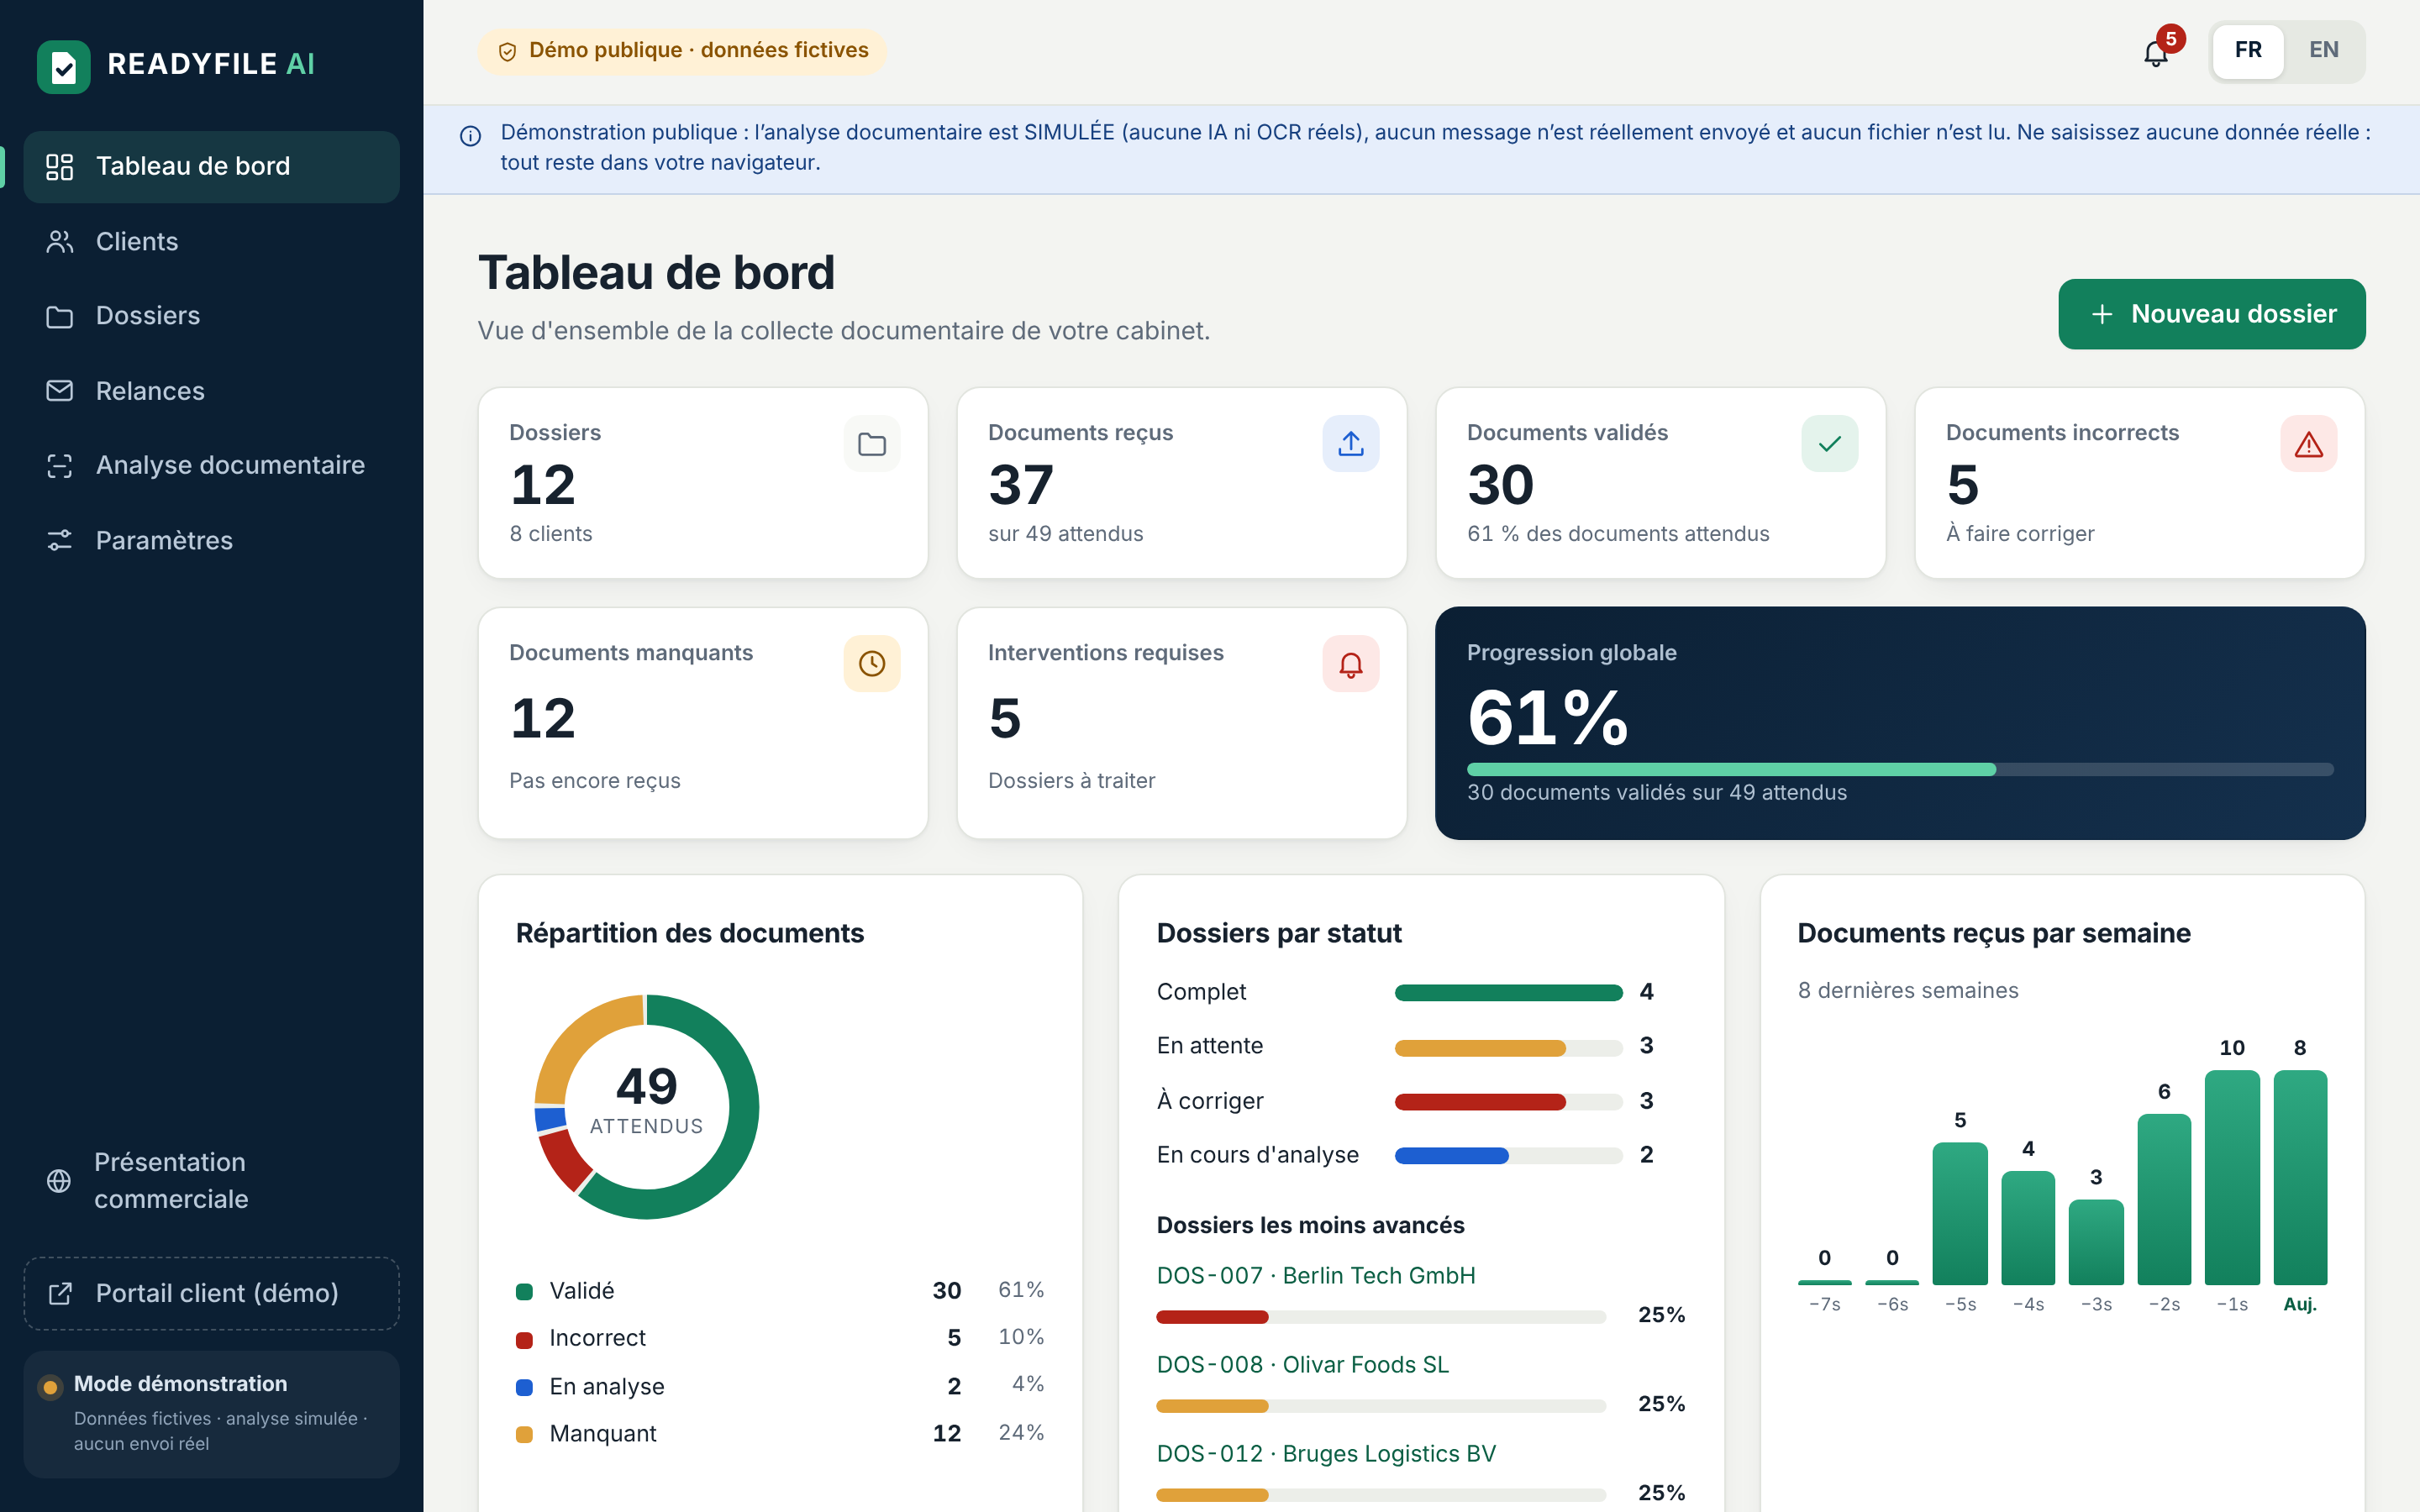 READYFILE AI
Tableau de bord
Clients
Dossiers
Relances
Analyse documentaire
Paramètres
Présentation
commerciale
Portail client (démo)
Mode démonstration
Données fictives · analyse simulée ·
aucun envoi réel
Démo publique · données fictives
5
FR
EN
Démonstration publique : l’analyse documentaire est SIMULÉE (aucune IA ni OCR réels), aucun message n’est réellement envoyé et aucun fichier n’est lu. Ne saisissez aucune donnée réelle :
tout reste dans votre navigateur.
Tableau de bord
Vue d'ensemble de la collecte documentaire de votre cabinet.
Nouveau dossier
Dossiers
12
8 clients
Documents reçus
37
sur 49 attendus
Documents validés
30
61 % des documents attendus
Documents incorrects
5
À faire corriger
Documents manquants
12
Pas encore reçus
Interventions requises
5
Dossiers à traiter
Progression globale
61%
30 documents validés sur 49 attendus
Répartition des documents
49
ATTENDUS
Validé 30 61%
Incorrect 5 10%
En analyse 2 4%
Manquant 12 24%
Dossiers par statut
Complet 4
En attente 3
À corriger 3
En cours d'analyse 2
Dossiers les moins avancés
DOS-007 · Berlin Tech GmbH
25%
DOS-008 · Olivar Foods SL
25%
DOS-012 · Bruges Logistics BV
25%
Documents reçus par semaine
8 dernières semaines
0 0 5 4 3 6 10 8
−7s −6s −5s −4s −3s −2s −1s Auj.